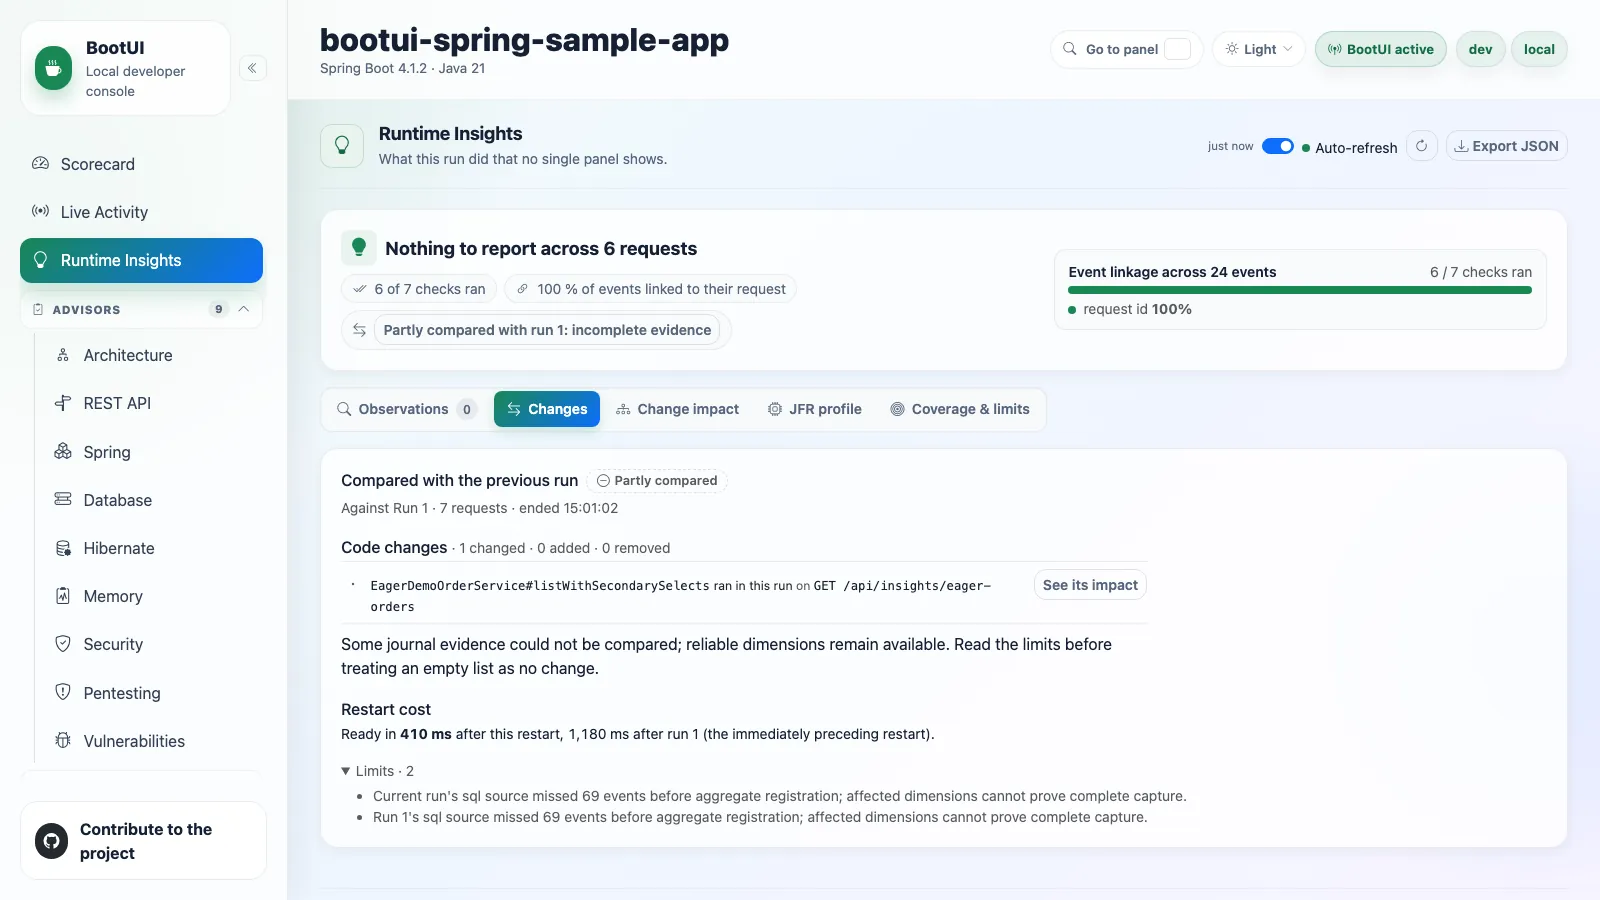 BootUI
Local developer
console
Scorecard
Live Activity
Runtime Insights
ADVISORS 9
Architecture
REST API
Spring
Database
Hibernate
Memory
Security
Pentesting
Vulnerabilities
Contribute to the
project
bootui-spring-sample-app
Spring Boot 4.1.2 · Java 21
Go to panel
Light
BootUI active
dev
local
Runtime Insights
What this run did that no single panel shows.
just now
Auto-refresh
Export JSON
Nothing to report across 6 requests
6 of 7 checks ran
100 % of events linked to their request
Partly compared with run 1: incomplete evidence
Event linkage across 24 events 6 / 7 checks ran
request id 100%
Observations 0
Changes
Change impact
JFR profile
Coverage & limits
Compared with the previous run Partly compared
Against Run 1 · 7 requests · ended 15:01:02
Code changes · 1 changed · 0 added · 0 removed
· EagerDemoOrderService#listWithSecondarySelects ran in this run on GET /api/insights/eager-
orders
See its impact
Some journal evidence could not be compared; reliable dimensions remain available. Read the limits before
treating an empty list as no change.
Restart cost
Ready in 410 ms after this restart, 1,180 ms after run 1 (the immediately preceding restart).
▼ Limits · 2
• Current run's sql source missed 69 events before aggregate registration; affected dimensions cannot prove complete capture.
• Run 1's sql source missed 69 events before aggregate registration; affected dimensions cannot prove complete capture.